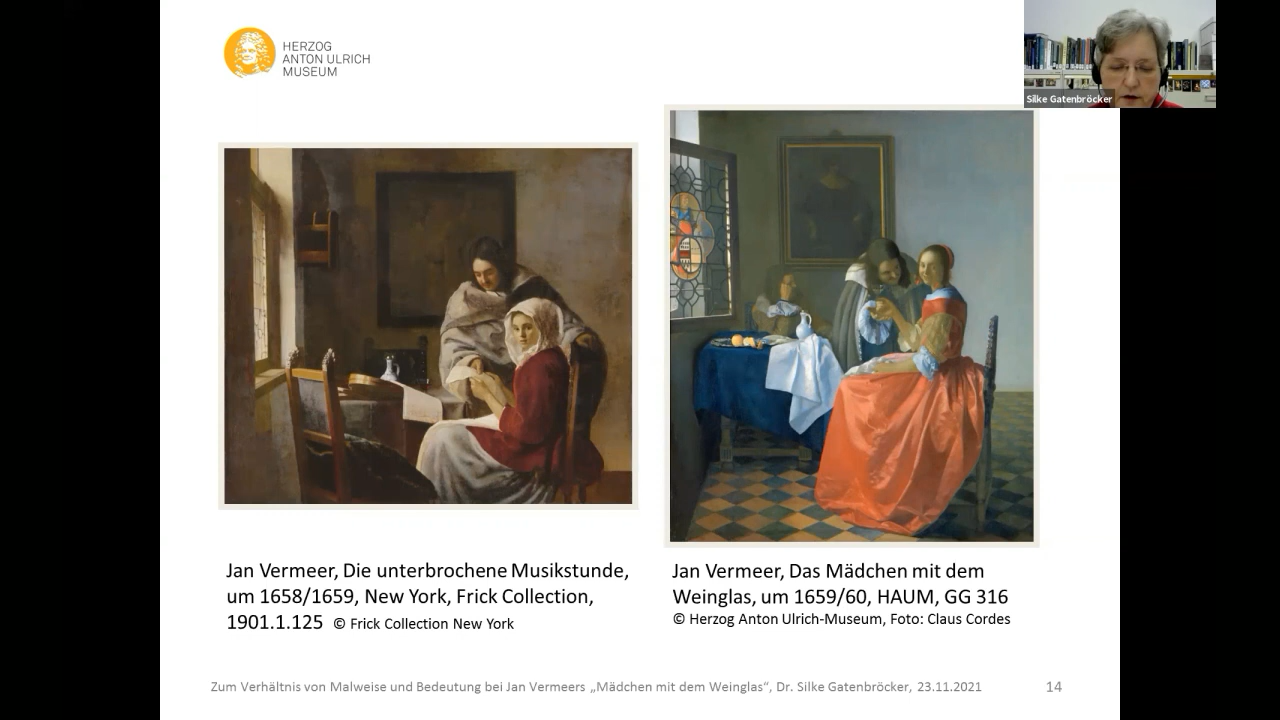 HERZOG
ANTON ULRICH
MUSEUM
Silke Gatenbröcker
Jan Vermeer, Die unterbrochene Musikstunde,
um 1658/1659, New York, Frick Collection,
1901.1.125 © Frick Collection New York
Jan Vermeer, Das Mädchen mit dem
Weinglas, um 1659/60, HAUM, GG 316
© Herzog Anton Ulrich-Museum, Foto: Claus Cordes
Zum Verhältnis von Malweise und Bedeutung bei Jan Vermeers „Mädchen mit dem Weinglas“, Dr. Silke Gatenbröcker, 23.11.2021
14